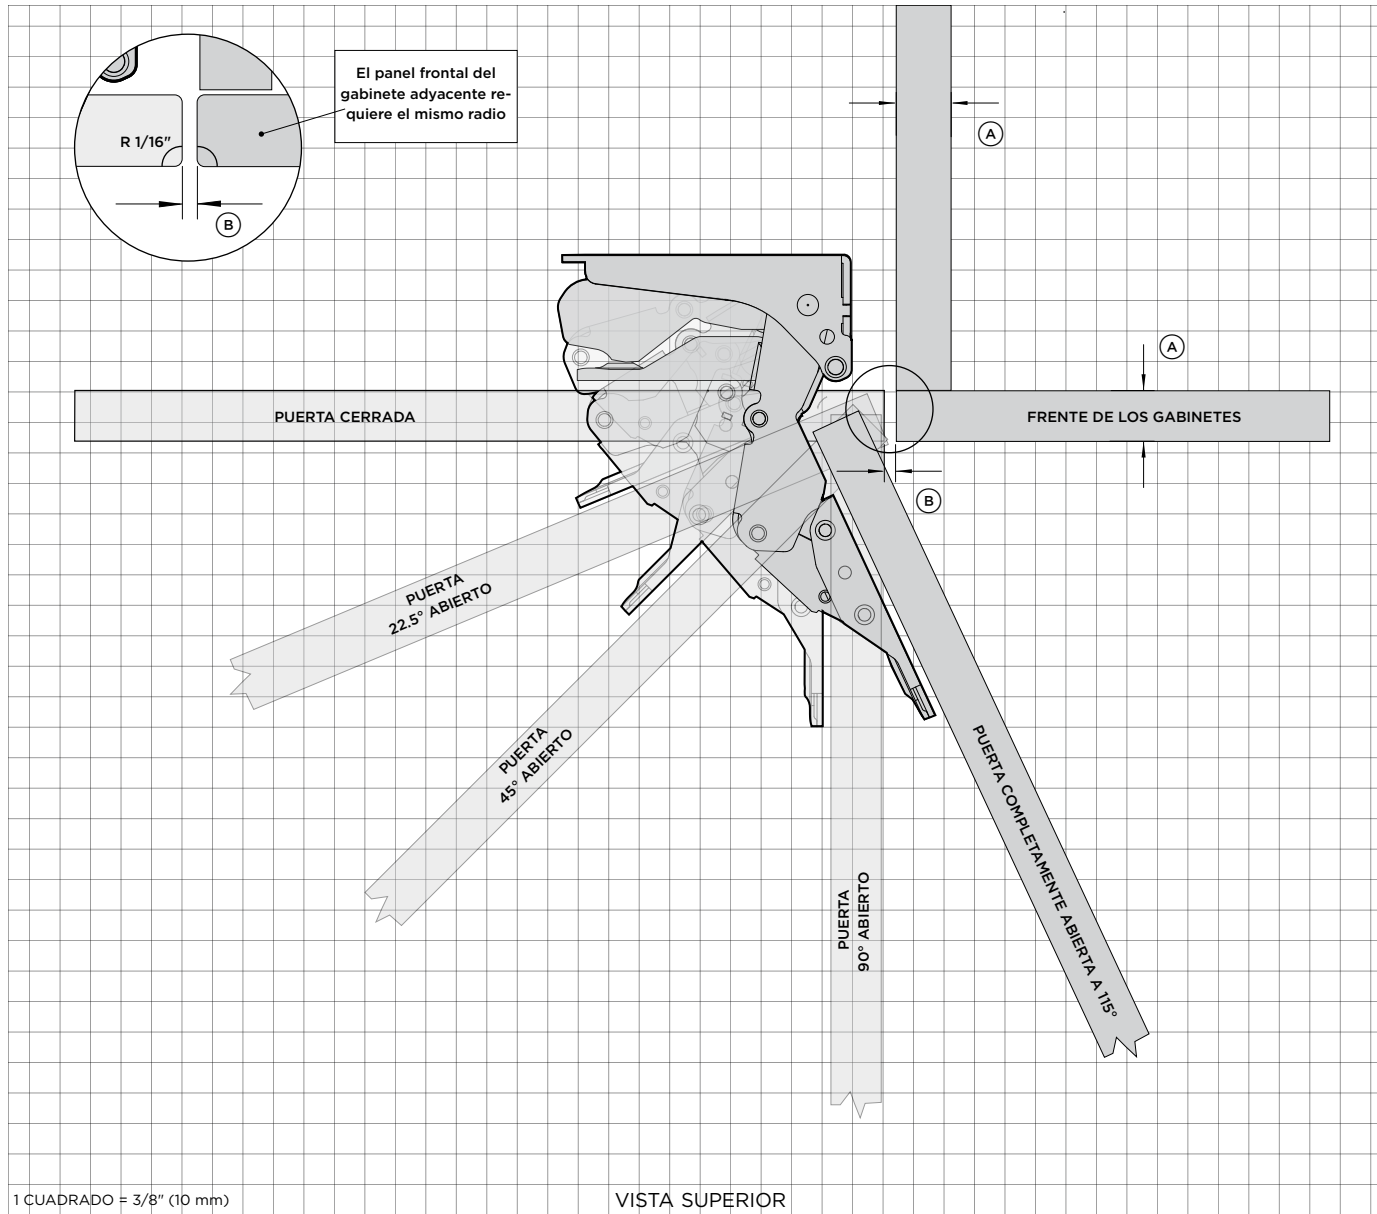 El panel frontal del
gabinete adyacente re-
quiere el mismo radio
R 1/16"
B
A
A
PUERTA CERRADA
FRENTE DE LOS GABINETES
B
PUERTA
22.5° ABIERTO
PUERTA
45° ABIERTO
PUERTA
90° ABIERTO
PUERTA COMPLETAMENTE ABIERTA A 115°
1 CUADRADO = 3/8" (10 mm)
VISTA SUPERIOR